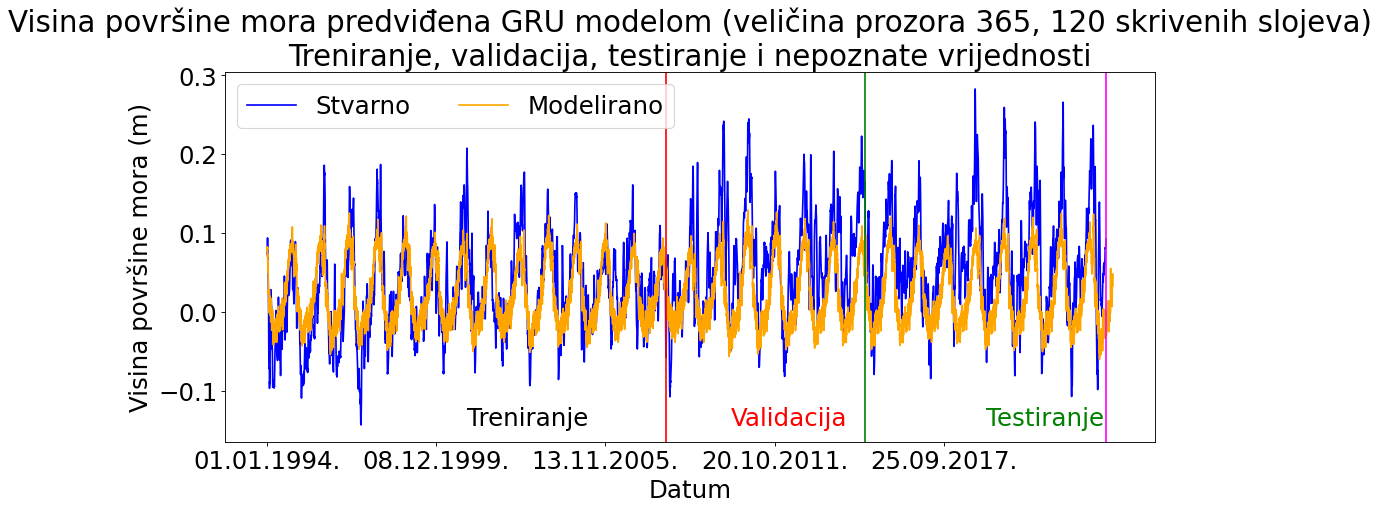 Visina površine mora predviđena GRU modelom (veličina prozora 365, 120 skrivenih slojeva)
Treniranje, validacija, testiranje i nepoznate vrijednosti
Stvarno
Modelirano
0.3
0.2
0.1
0.0
−0.1
Visina površine mora (m)
Treniranje
Validacija
Testiranje
01.01.1994.
08.12.1999.
13.11.2005.
20.10.2011.
25.09.2017.
Datum